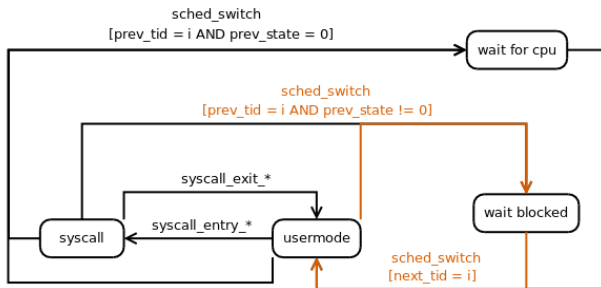 sched_switch
[prev_tid = i AND prev_state = 0]
wait for cpu
sched_switch
[prev_tid = i AND prev_state != 0]
syscall_exit_*
syscall
syscall_entry_*
usermode
wait blocked
sched_switch
[next_tid = i]